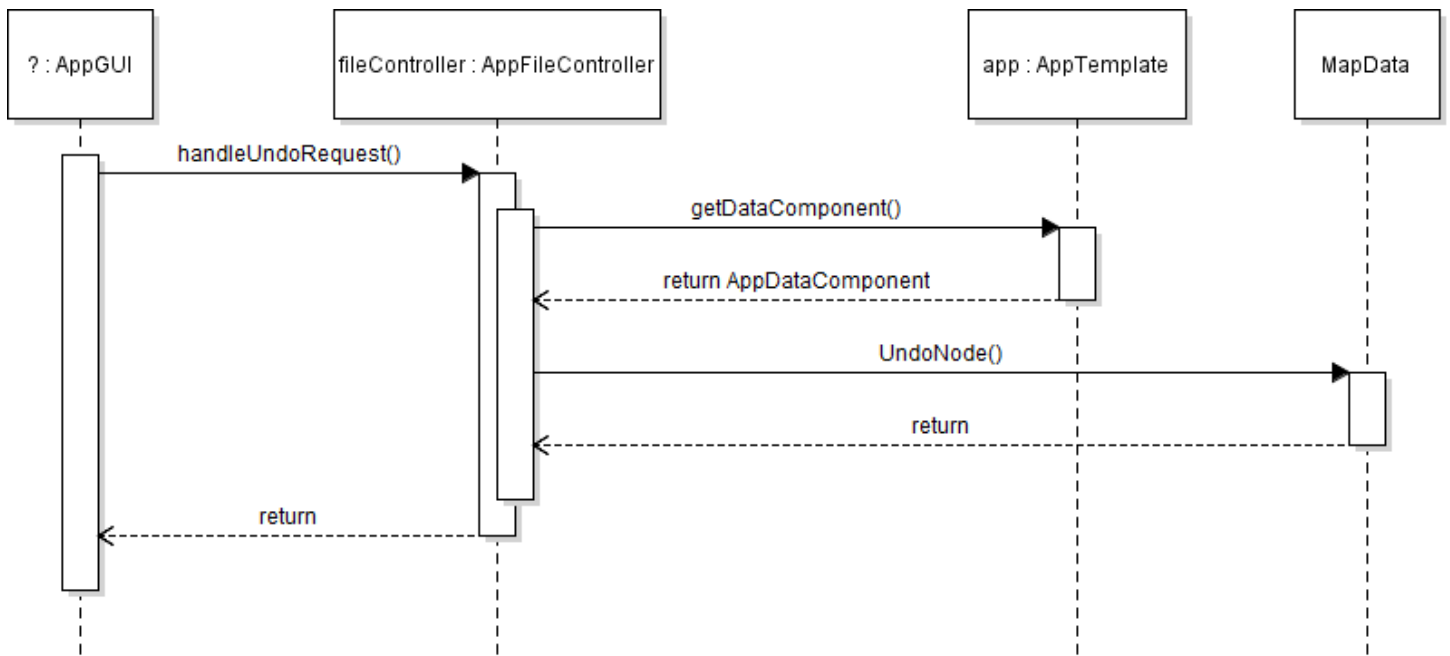 ? : AppGUI
fileController : AppFileController
app : AppTemplate
MapData
handleUndoRequest()
getDataComponent()
return AppDataComponent
UndoNode()
return
return